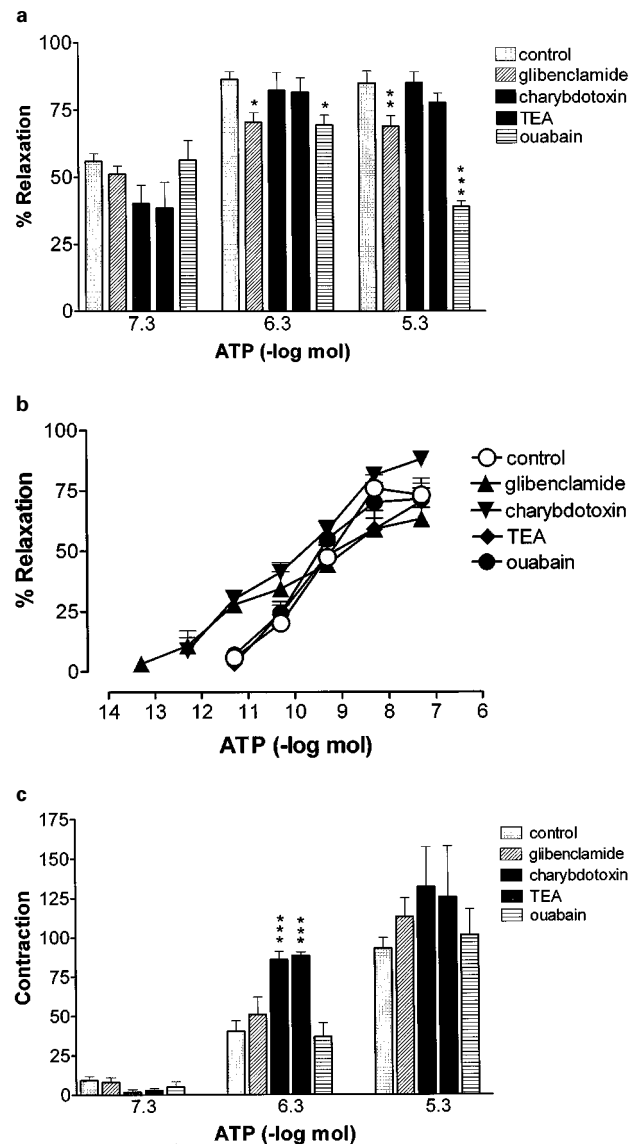 a
100
75
50
25
0
% Relaxation
*
*
**
***
7.3 6.3 5.3
ATP (-log mol)
control
glibenclamide
charybdotoxin
TEA
ouabain
b
100
75
50
25
0
% Relaxation
14 13 12 11 10 9 8 7 6
ATP (-log mol)
control
glibenclamide
charybdotoxin
TEA
ouabain
c
175
150
125
100
75
50
25
0
Contraction
***
***
7.3 6.3 5.3
ATP (-log mol)
control
glibenclamide
charybdotoxin
TEA
ouabain